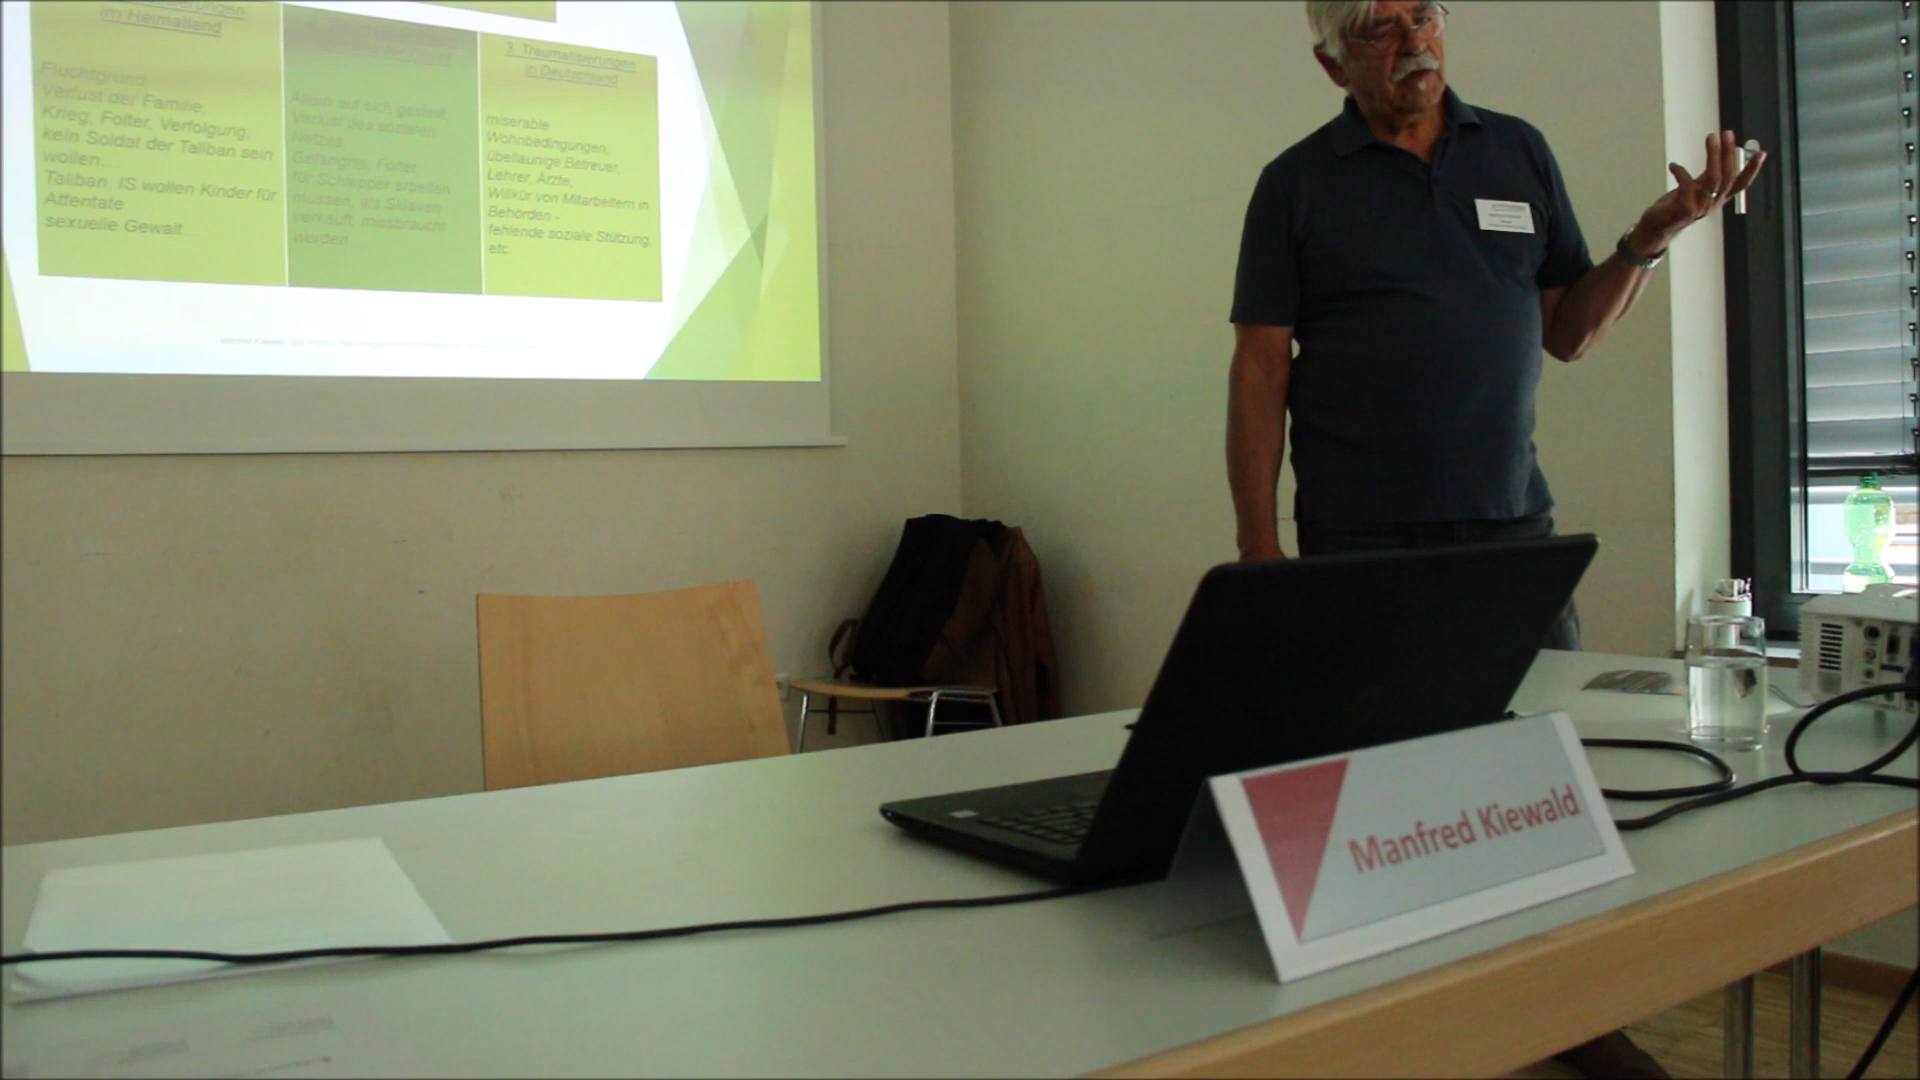 im Heimatland
Fluchtgrund:
Verlust der Familie,
Krieg, Folter, Verfolgung,
kein Soldat der Taliban sein
wollen....
Taliban, IS wollen Kinder für
Attentate
sexuelle Gewalt....
Allein auf sich gestellt,
Verlust des sozialen
Netzes,
Gefängnis, Folter
für Schlepper arbeiten
müssen, als Sklaven
verkauft, missbraucht
werden
3. Traumatisierungen
in Deutschland
miserable
Wohnbedingungen,
übellaunige Betreuer,
Lehrer, Ärzte,
Willkür von Mitarbeitern in
Behörden -
fehlende soziale Stützung,
etc.
Manfred Kiewald